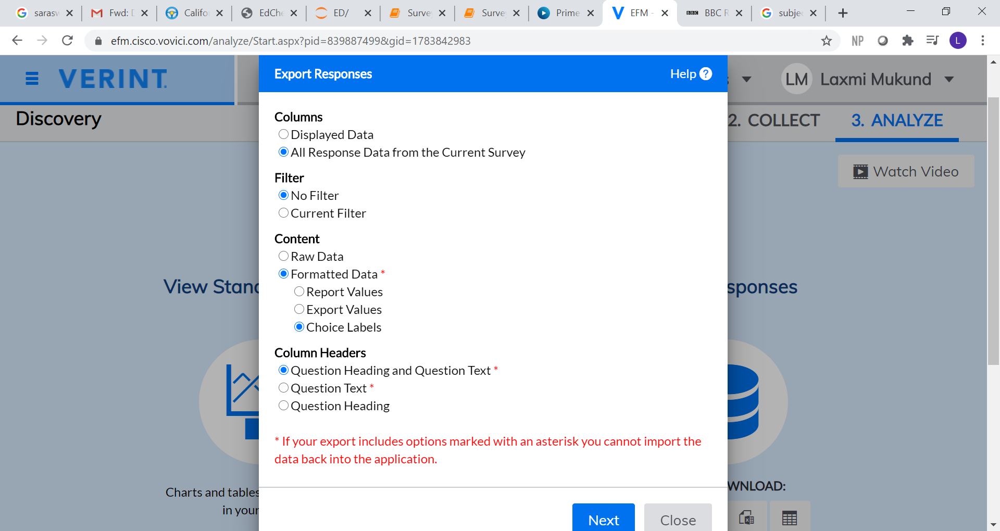 sarasw
Fwd: D
Califo
EdChe
ED/
Surve
Surve
Prime
EFM -
BBC R
subje
efm.cisco.vovici.com/analyze/Start.aspx?pid=839887499&gid=1783842983
NP
L
VERINT
Export Responses
Help ?
LM Laxmi Mukund
Discovery
2. COLLECT
3. ANALYZE
Watch Video
Columns
Displayed Data
All Response Data from the Current Survey
Filter
No Filter
Current Filter
Content
Raw Data
Formatted Data *
Report Values
Export Values
Choice Labels
View Stand
sponses
Column Headers
Question Heading and Question Text *
Question Text *
Question Heading
* If your export includes options marked with an asterisk you cannot import the
data back into the application.
Charts and tables
in your
WNLOAD:
Next
Close